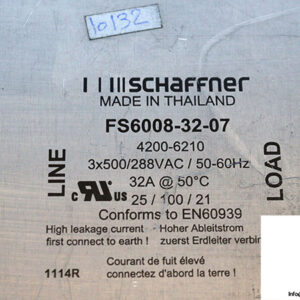 10132
SCHAFFNER
MADE IN THAILAND
FS6008-32-07
4200-6210
3x500/288VAC / 50-60Hz
32A @ 50°C
25 / 100 / 21
Conforms to EN60939
LINE
LOAD
C US
High leakage current - Hoher Ableitstrom
first connect to earth ! zuerst Erdleiter verbin
Courant de fuit élevé
1114R connectez d'abord la terre !